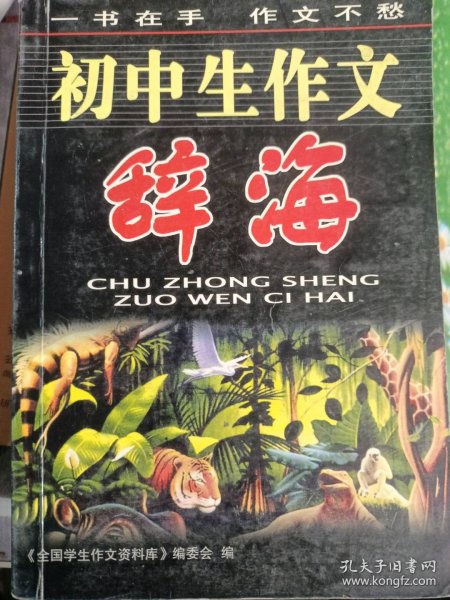 一书在手 作文不愁
初中生作文
辞海
CHU ZHONG SHENG
ZUO WEN CI HAI
《全国学生作文资料库》编委会 编
孔夫子旧书网
www.kongfz.com